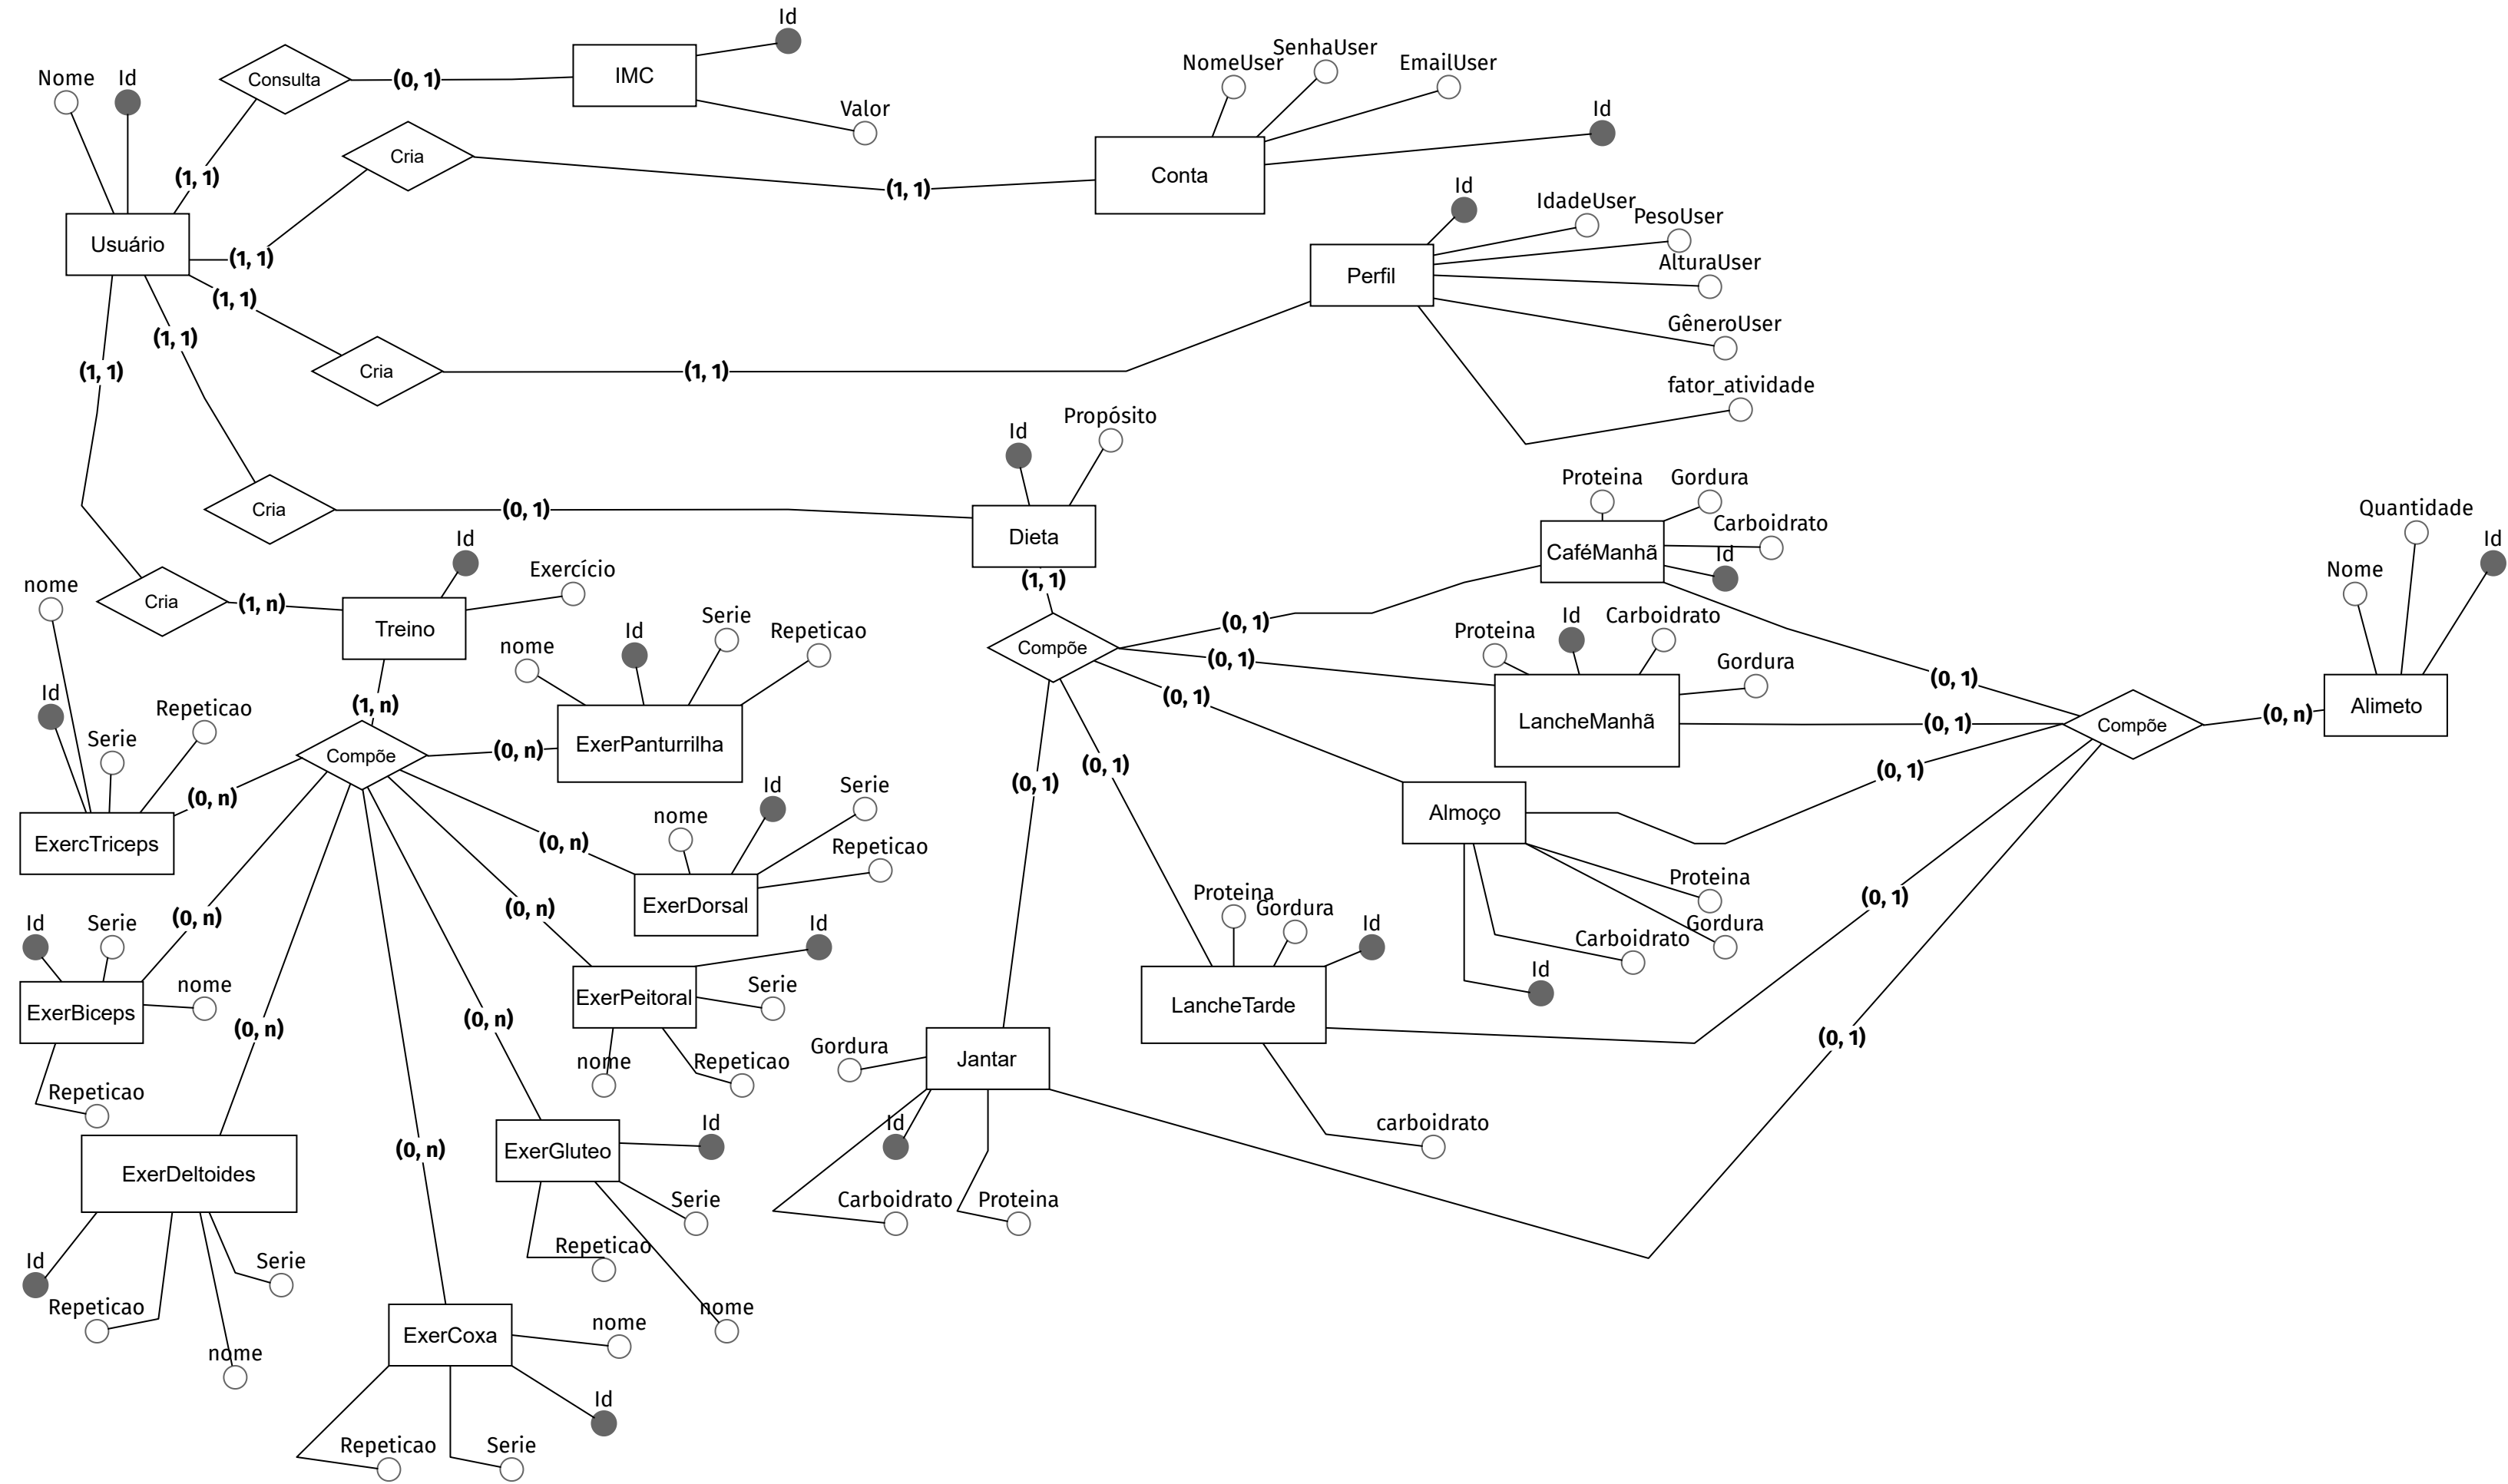 Id
Nome
Id
Consulta
(0, 1)
IMC
Valor
NomeUser
SenhaUser
EmailUser
Id
Cria
(1, 1)
(1, 1)
Conta
Usuário
(1, 1)
(1, 1)
(1, 1)
(1, 1)
Id
IdadeUser
PesoUser
AlturaUser
Perfil
GêneroUser
fator_atividade
Cria
(1, 1)
Id
Propósito
Cria
(0, 1)
Dieta
(1, 1)
Cria
(1, n)
Id
Exercício
Treino
(1, n)
Proteina
Gordura
Carboidrato
Id
CaféManhã
Quantidade
Id
Nome
Alimeto
(0, n)
Compõe
(0, 1)
(0, 1)
(0, 1)
Proteina
Id
Carboidrato
Gordura
LancheManhã
(0, 1)
(0, 1)
(0, 1)
(0, 1)
(0, 1)
(0, 1)
Compõe
(0, 1)
nome
Id
Serie
Repeticao
ExercTriceps
(0, n)
Compõe
(0, n)
nome
Id
Serie
Repeticao
ExerPanturrilha
(0, n)
nome
Id
Serie
Repeticao
ExerDorsal
Almoço
Proteina
Gordura
Carboidrato
Id
Proteina
Gordura
Id
LancheTarde
carboidrato
Id
Serie
nome
ExerBiceps
Repeticao
(0, n)
(0, n)
(0, n)
(0, n)
(0, n)
Id
Serie
ExerPeitoral
nome
Repeticao
Gordura
Jantar
Id
Carboidrato
Proteina
ExerDeltoides
Id
Repeticao
nome
Serie
ExerGluteo
Id
Serie
Repeticao
nome
ExerCoxa
nome
Id
Repeticao
Serie